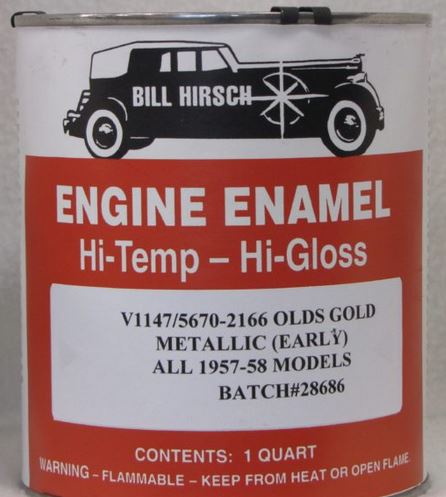 BILL HIRSCH
ENGINE ENAMEL
Hi-Temp – Hi-Gloss
V1147/5670-2166 OLDS GOLD
METALLIC (EARLY)
ALL 1957-58 MODELS
BATCH#28686
CONTENTS: 1 QUART
WARNING – FLAMMABLE – KEEP FROM HEAT OR OPEN FLAME.